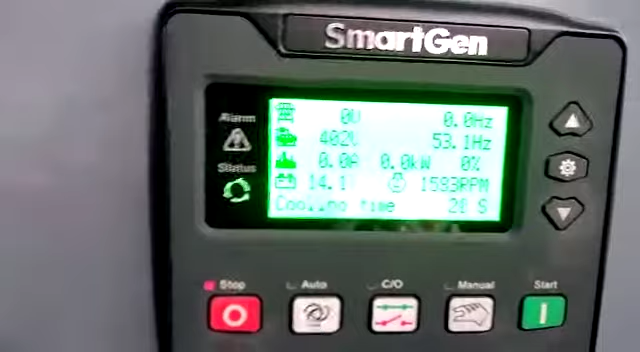 SmartGen
Alarm
Status
0V 0.0Hz
402V 53.1Hz
0.0A 0.0kW 0%
14.1 1593RPM
Cooling time S
Stop Auto C/O Manual Start